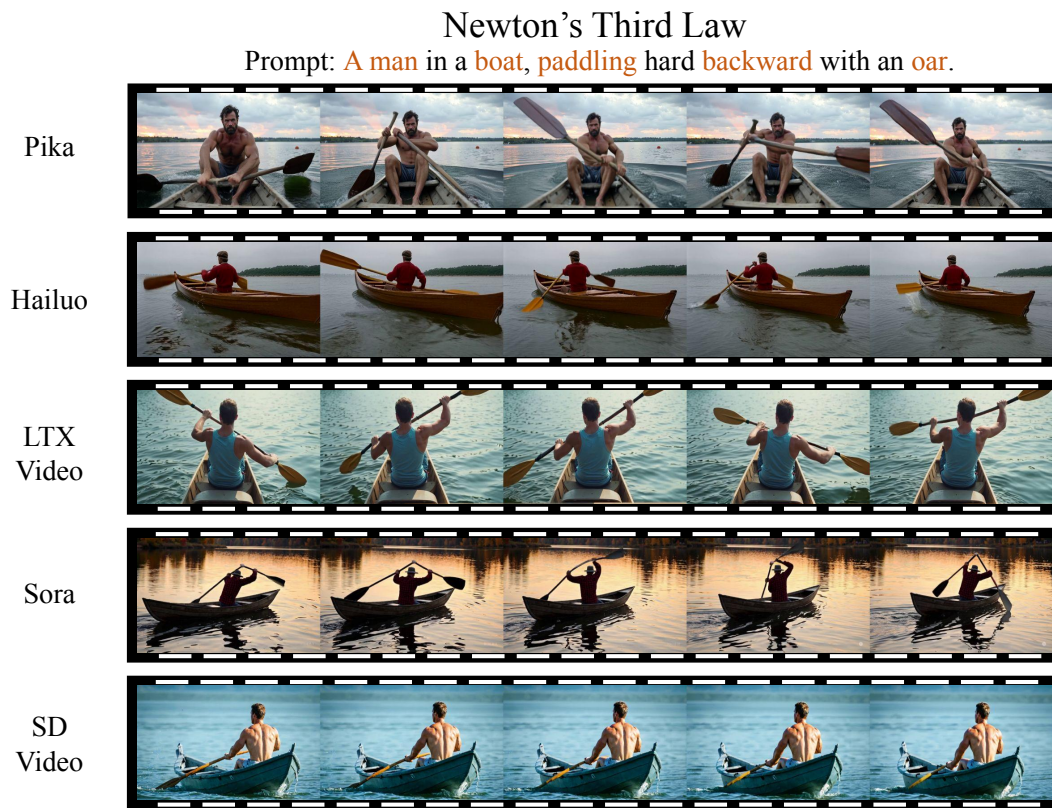 Newton’s Third Law
Prompt: A man in a boat, paddling hard backward with an oar.
Pika
Hailuo
LTX
Video
Sora
SD
Video